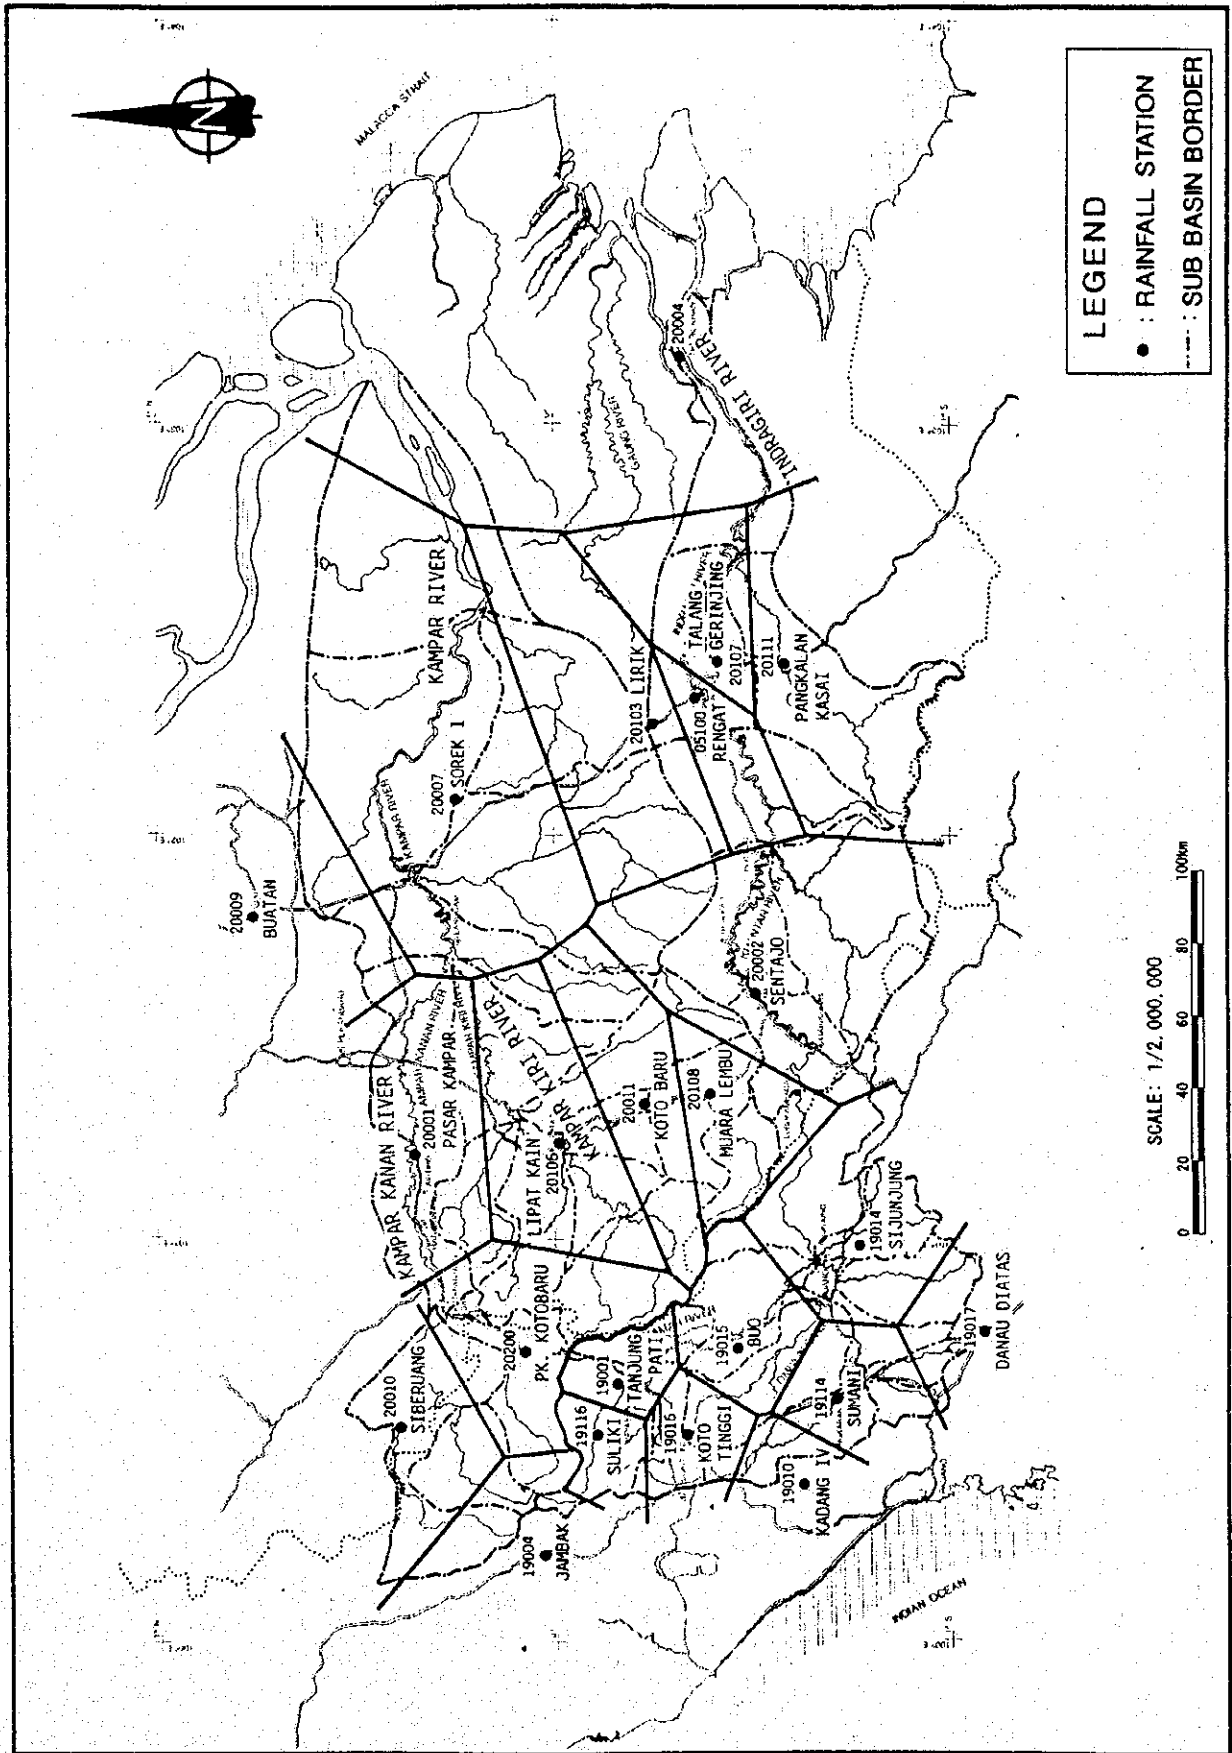 N
MALACCA STRAIT
20009
BUATAN
KAMPAR RIVER
KAMPAR RIVER
20007
SOREK 1
20004
INDRAGIRI RIVER
GAUNG RIVER
20103 LIRIK
TALANG
GERINJING
05100
RENGAT
20107
20111
PANGKALAN
KASAI
KAMPAR KANAN RIVER
20001
PASAR KAMPAR
KAMPAR KIRI RIVER
LIPAT KAIN
20106
20011
KOTO BARU
20108
MUARA LEMBU
20002
SENTAJO
20010
SIBERUANG
20200
PK. KOTOBARU
19004
JAMBAK
19116
SULIKI
19001
TANJUNG
PATI
19016
KOTO
TINGGI
19015
BUO
19010
KADANG IV
19114
SUMANI
19014
SIJUNJUNG
19017
DANAU DIATAS
INDIAN OCEAN
LEGEND
● : RAINFALL STATION
-·-- : SUB BASIN BORDER
SCALE: 1/2.000.000
0 20 40 60 80 100km